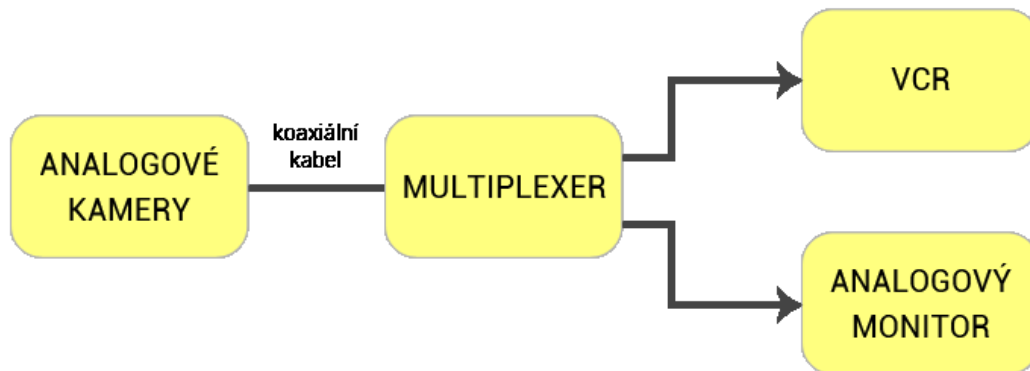 ANALOGOVÉ
KAMERY
koaxiální
kabel
MULTIPLEXER
VCR
ANALOGOVÝ
MONITOR